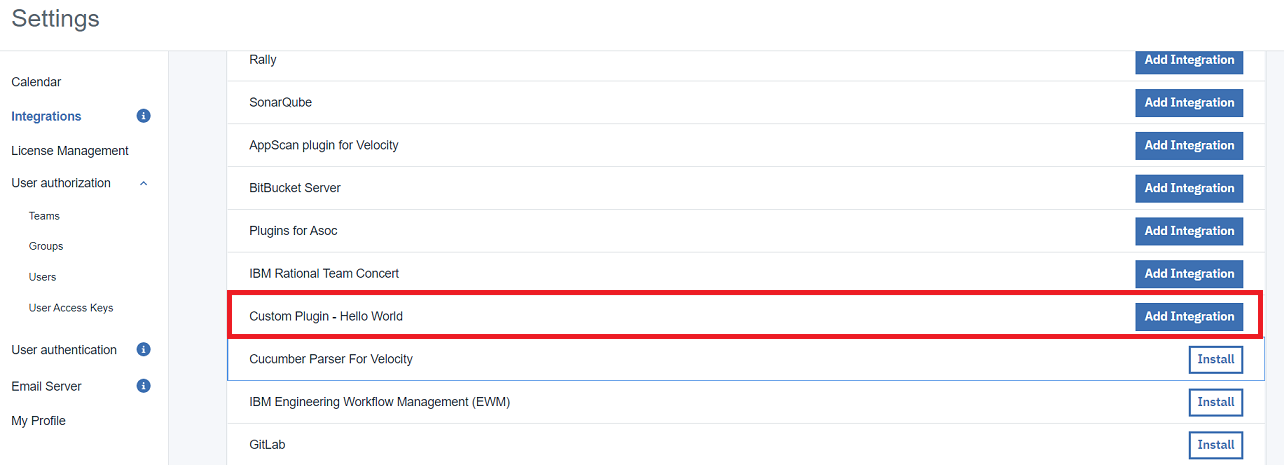 Settings
Calendar
Integrations
License Management
User authorization
Teams
Groups
Users
User Access Keys
User authentication
Email Server
My Profile
Rally Add Integration
SonarQube Add Integration
AppScan plugin for Velocity Add Integration
BitBucket Server Add Integration
Plugins for Asoc Add Integration
IBM Rational Team Concert Add Integration
Custom Plugin - Hello World Add Integration
Cucumber Parser For Velocity Install
IBM Engineering Workflow Management (EWM) Install
GitLab Install